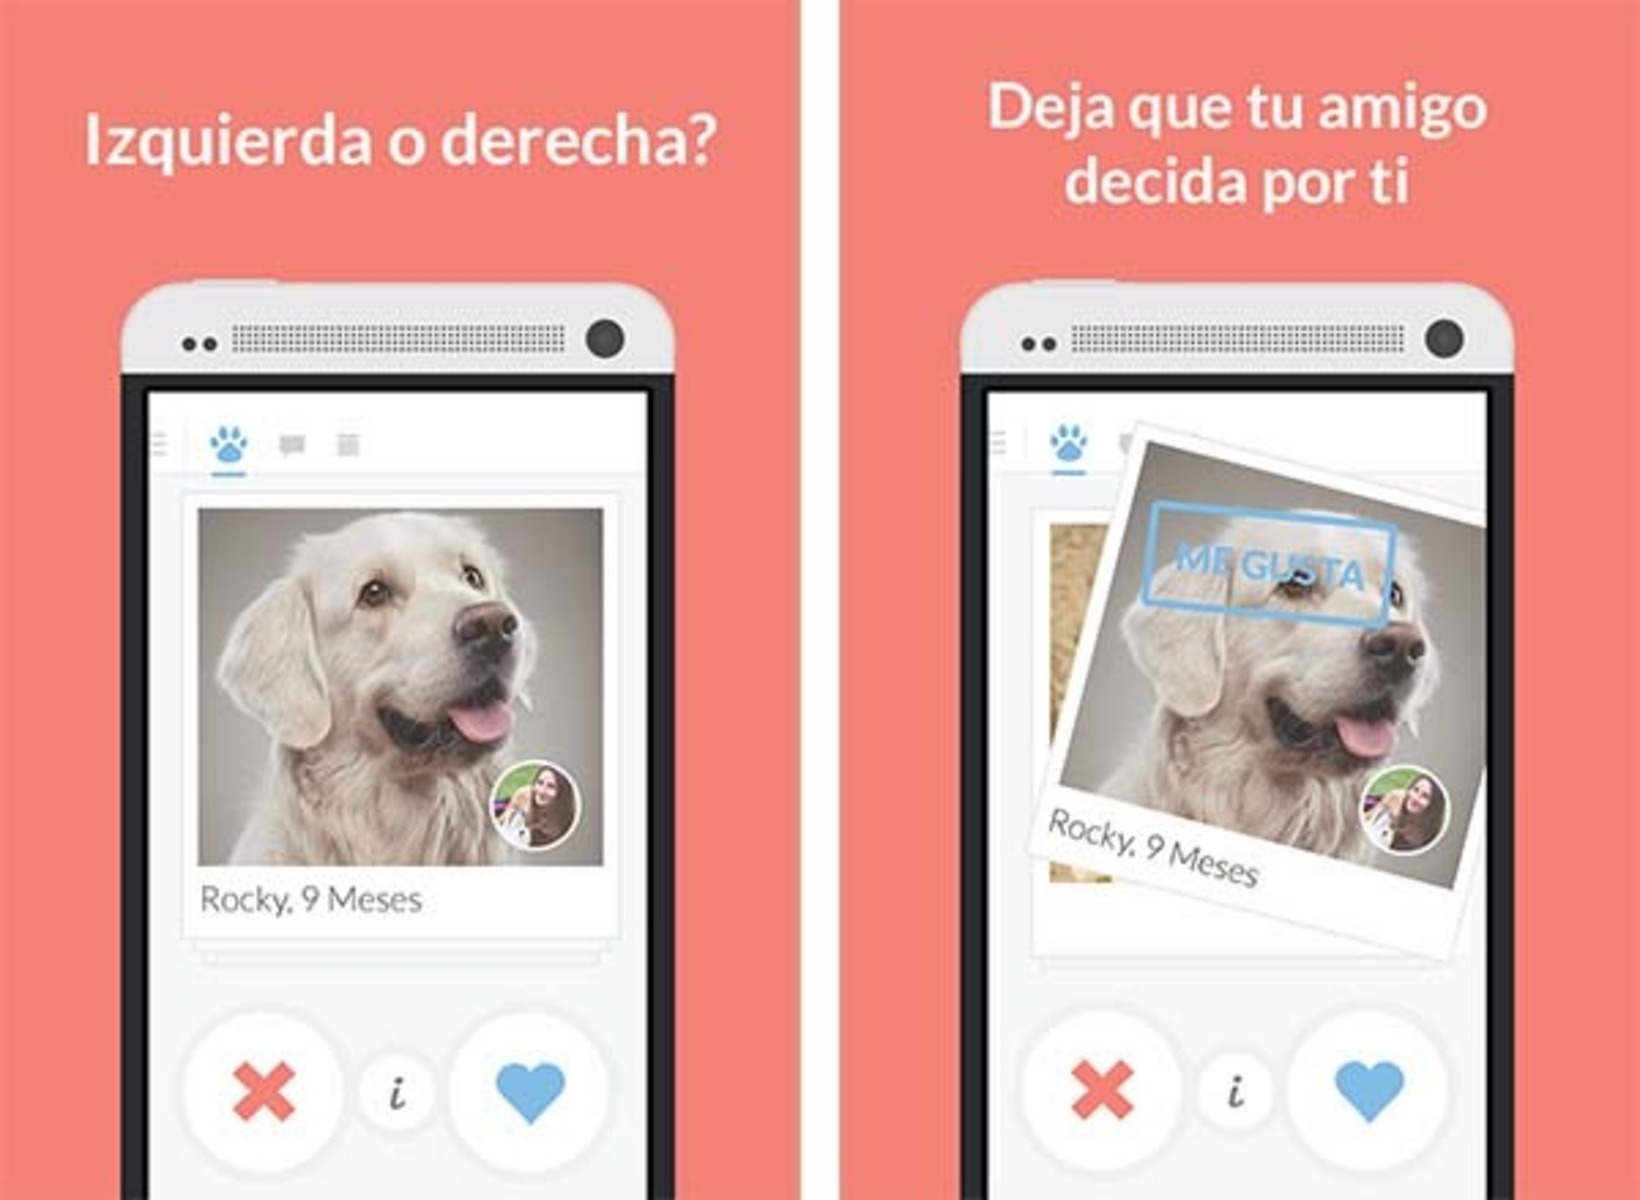 Izquierda o derecha?
Rocky, 9 Meses
i
Deja que tu amigo
decida por ti
ME GUSTA
Rocky, 9 Meses
i